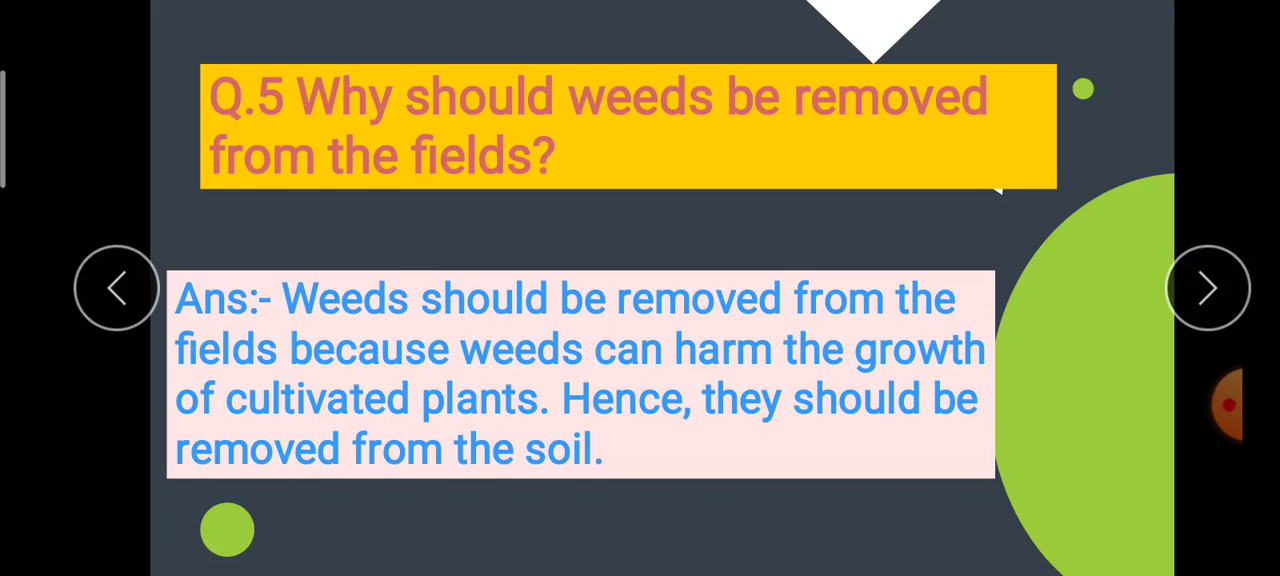 Q.5 Why should weeds be removed
from the fields?
Ans:- Weeds should be removed from the
fields because weeds can harm the growth
of cultivated plants. Hence, they should be
removed from the soil.